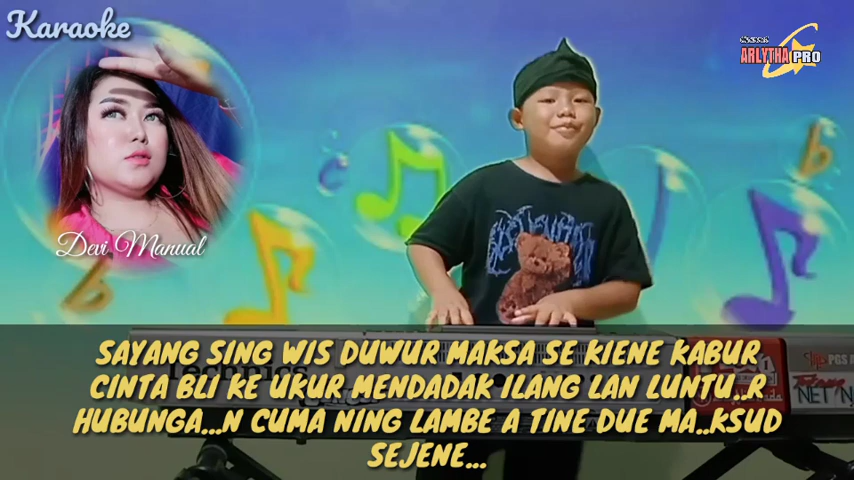 Karaoke
ARLYTHA PRO
Devi Manual
SAYANG SING WIS DUWUR MAKSA SE KIENE KABUR
CINTA BLI KE UKUR MENDADAK ILANG LAN LUNTU..R
HUBUNGA...N CUMA NING LAMBE A TINE DUE MA..KSUD
SEJENE...
Technics